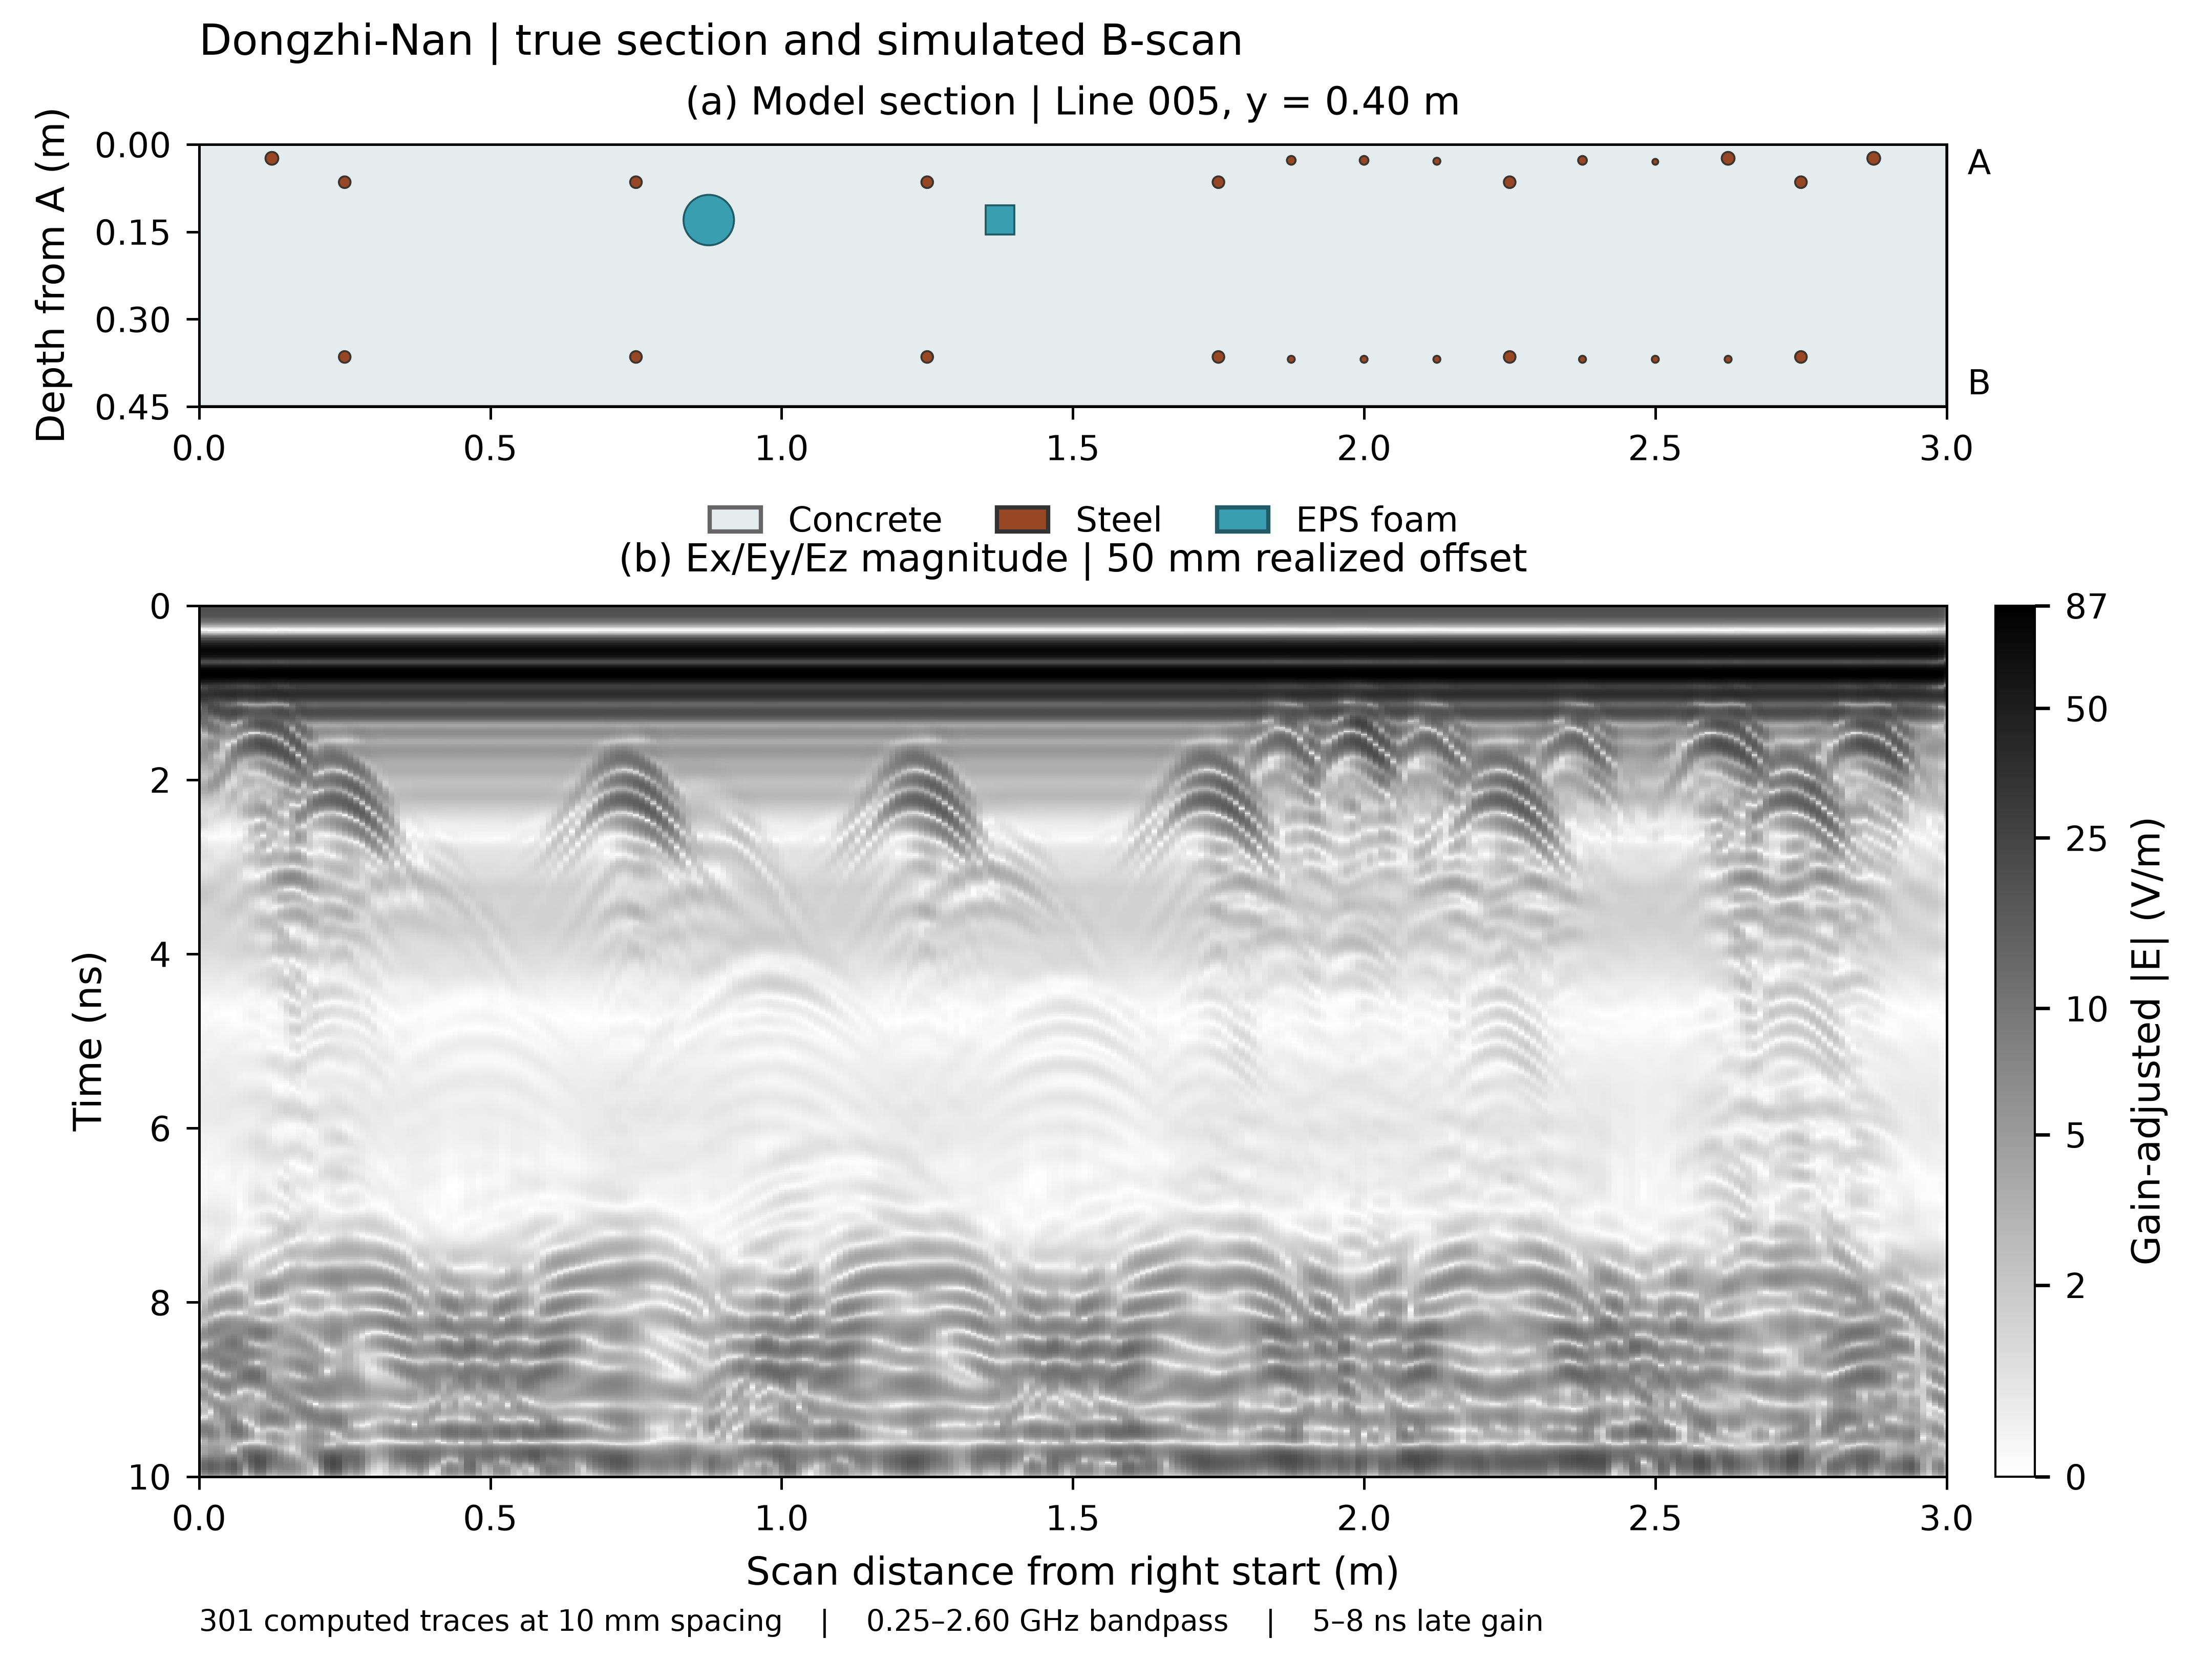 Dongzhi-Nan | true section and simulated B-scan
(a) Model section | Line 005, y = 0.40 m
Depth from A (m)
0.00
0.15
0.30
0.45
A
B
0.0 0.5 1.0 1.5 2.0 2.5 3.0
Concrete Steel EPS foam
(b) Ex/Ey/Ez magnitude | 50 mm realized offset
Time (ns)
0
2
4
6
8
10
87
50
25
10
5
2
0
Gain-adjusted |E| (V/m)
0.0 0.5 1.0 1.5 2.0 2.5 3.0
Scan distance from right start (m)
301 computed traces at 10 mm spacing | 0.25–2.60 GHz bandpass | 5–8 ns late gain